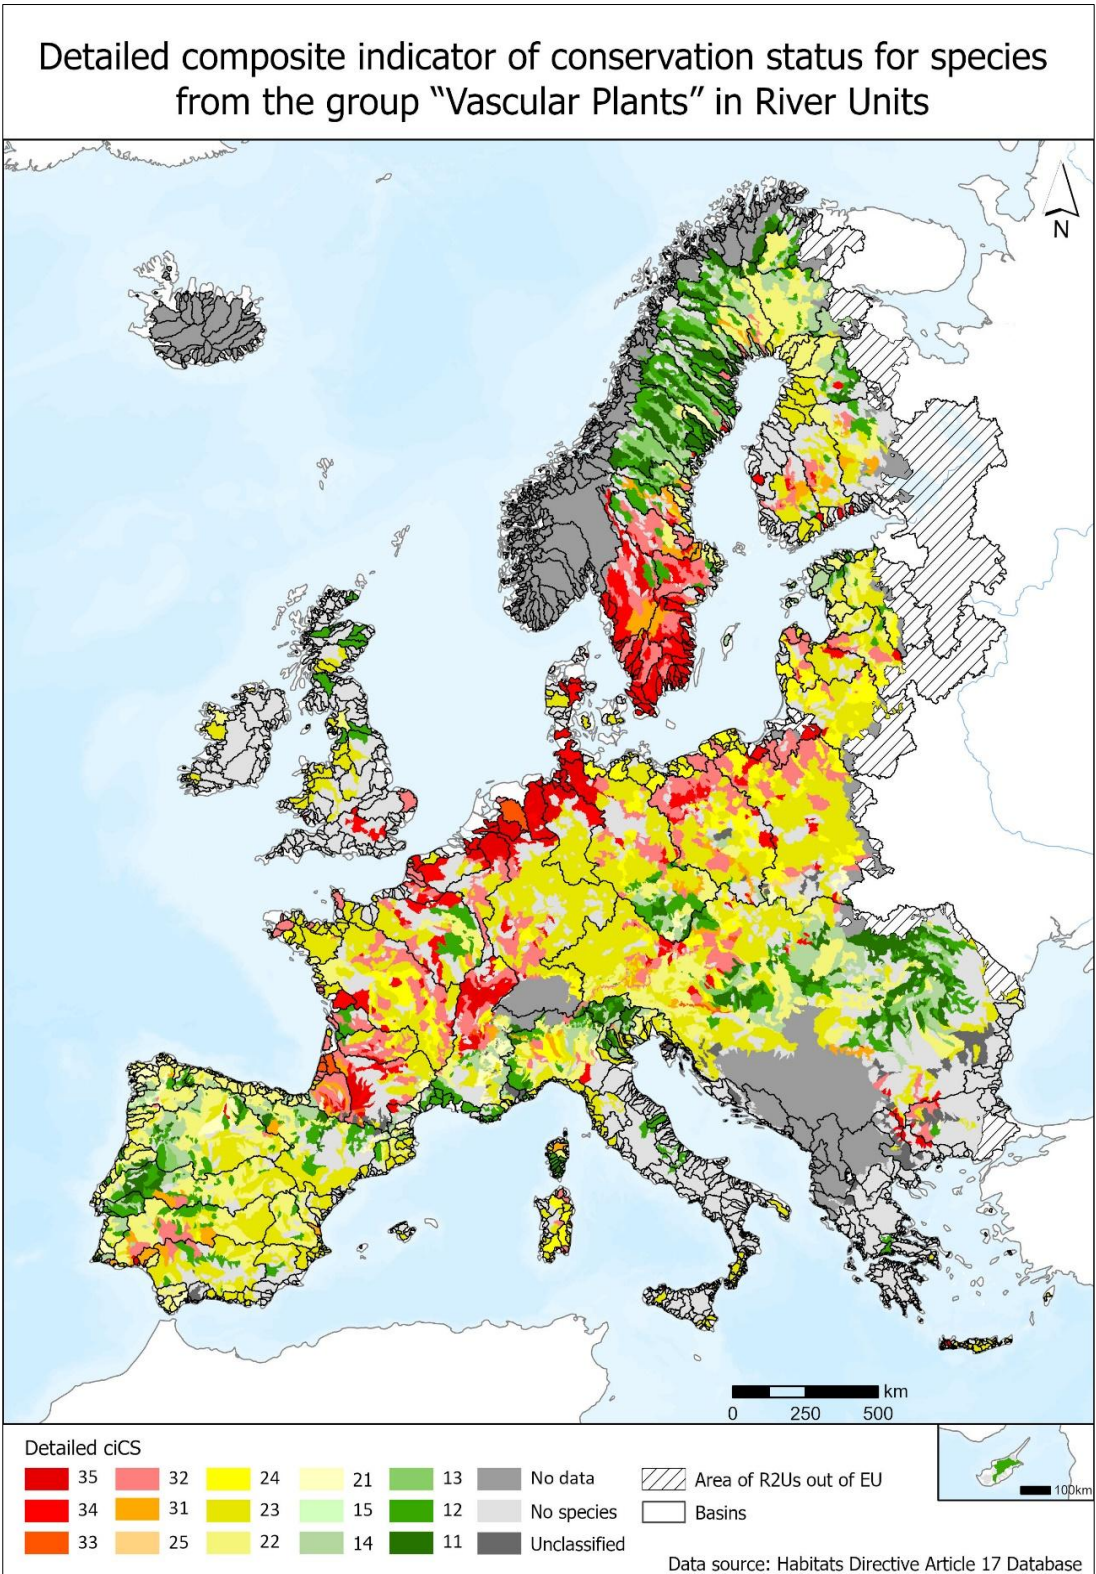 Detailed composite indicator of conservation status for species
from the group “Vascular Plants” in River Units
N
km
0 250 500
Detailed ciCS
35 32 24 21 13 No data Area of R2Us out of EU
34 31 23 15 12 No species Basins
33 25 22 14 11 Unclassified
100km
Data source: Habitats Directive Article 17 Database